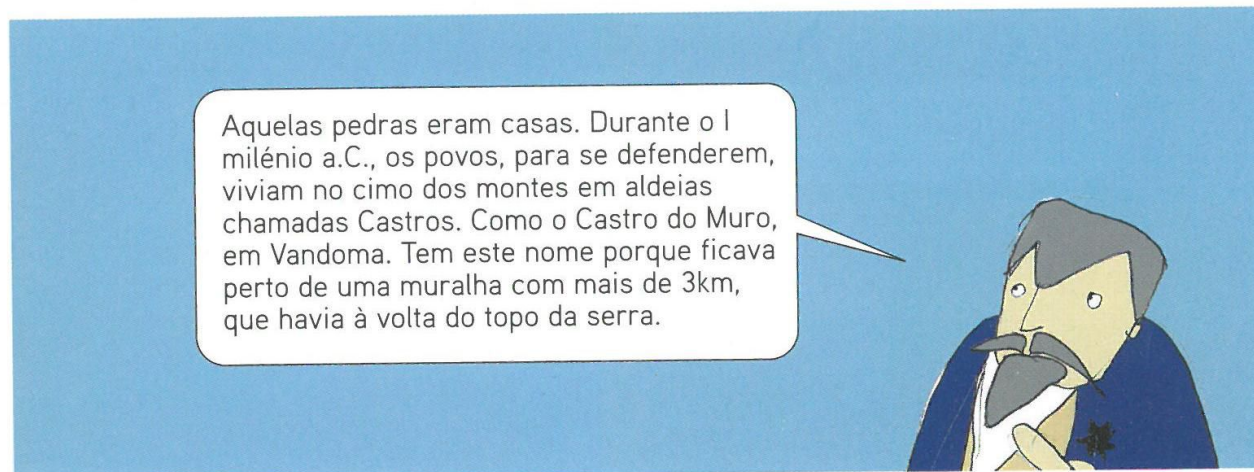 Aquelas pedras eram casas. Durante o I
milénio a.C., os povos, para se defenderem,
viviam no cimo dos montes em aldeias
chamadas Castros. Como o Castro do Muro,
em Vandoma. Tem este nome porque ficava
perto de uma muralha com mais de 3km,
que havia à volta do topo da serra.